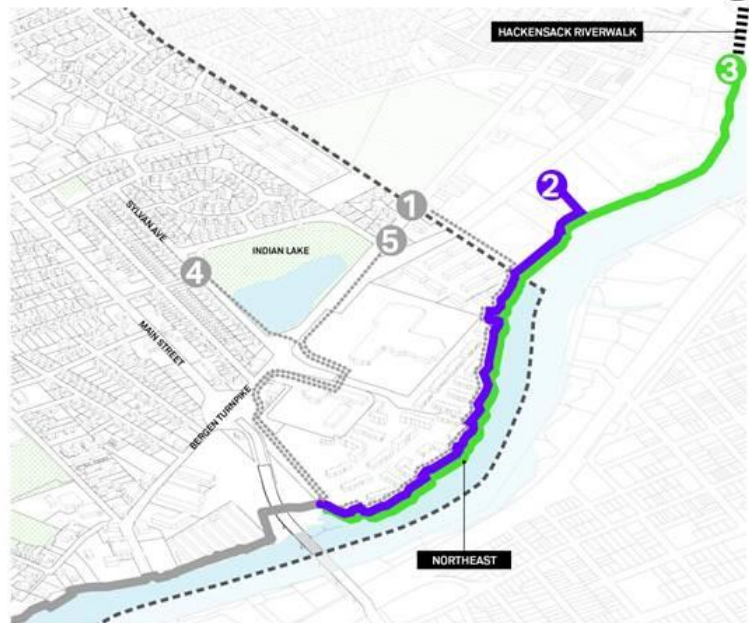 HACKENSACK RIVERWALK
3
2
1
SYLVAN AVE
5
INDIAN LAKE
4
MAIN STREET
BERGEN TURNPIKE
NORTHEAST